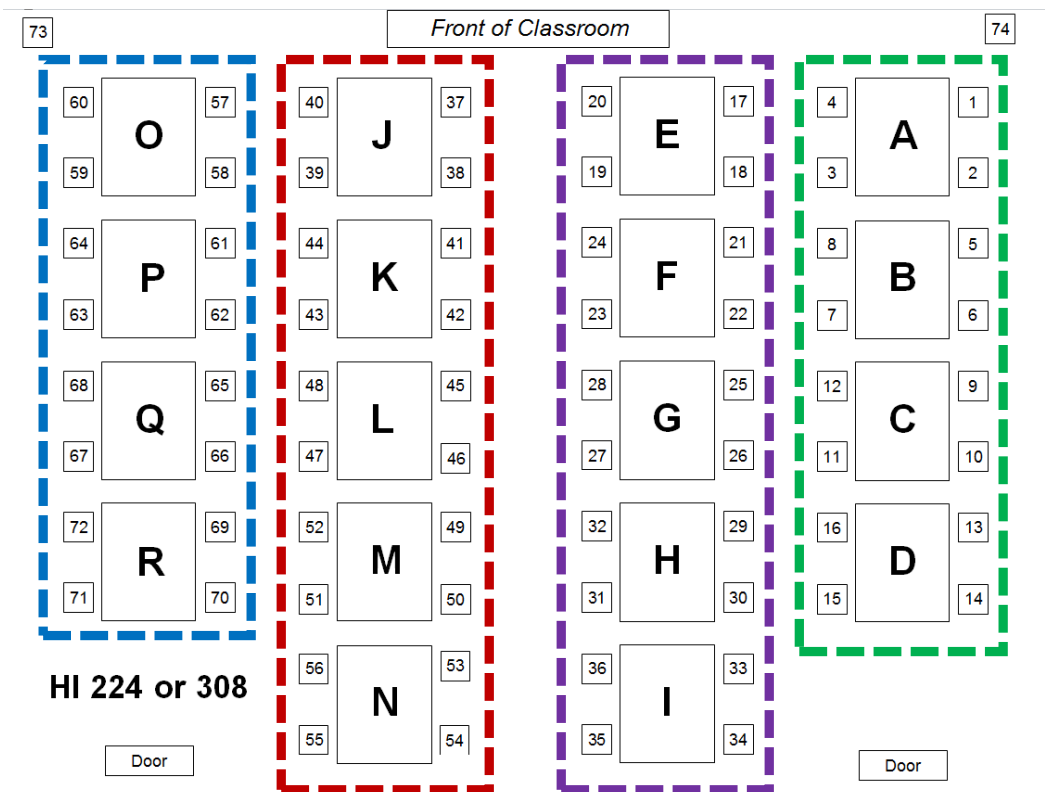 73 Front of Classroom 74
60 57 40 37 20 17 4 1
O J E A
59 58 39 38 19 18 3 2
64 61 44 41 24 21 8 5
P K F B
63 62 43 42 23 22 7 6
68 65 48 45 28 25 12 9
Q L G C
67 66 47 46 27 26 11 10
72 69 52 49 32 29 16 13
R M H D
71 70 51 50 31 30 15 14
56 53 36 33
HI 224 or 308 N I
55 54 35 34
Door Door